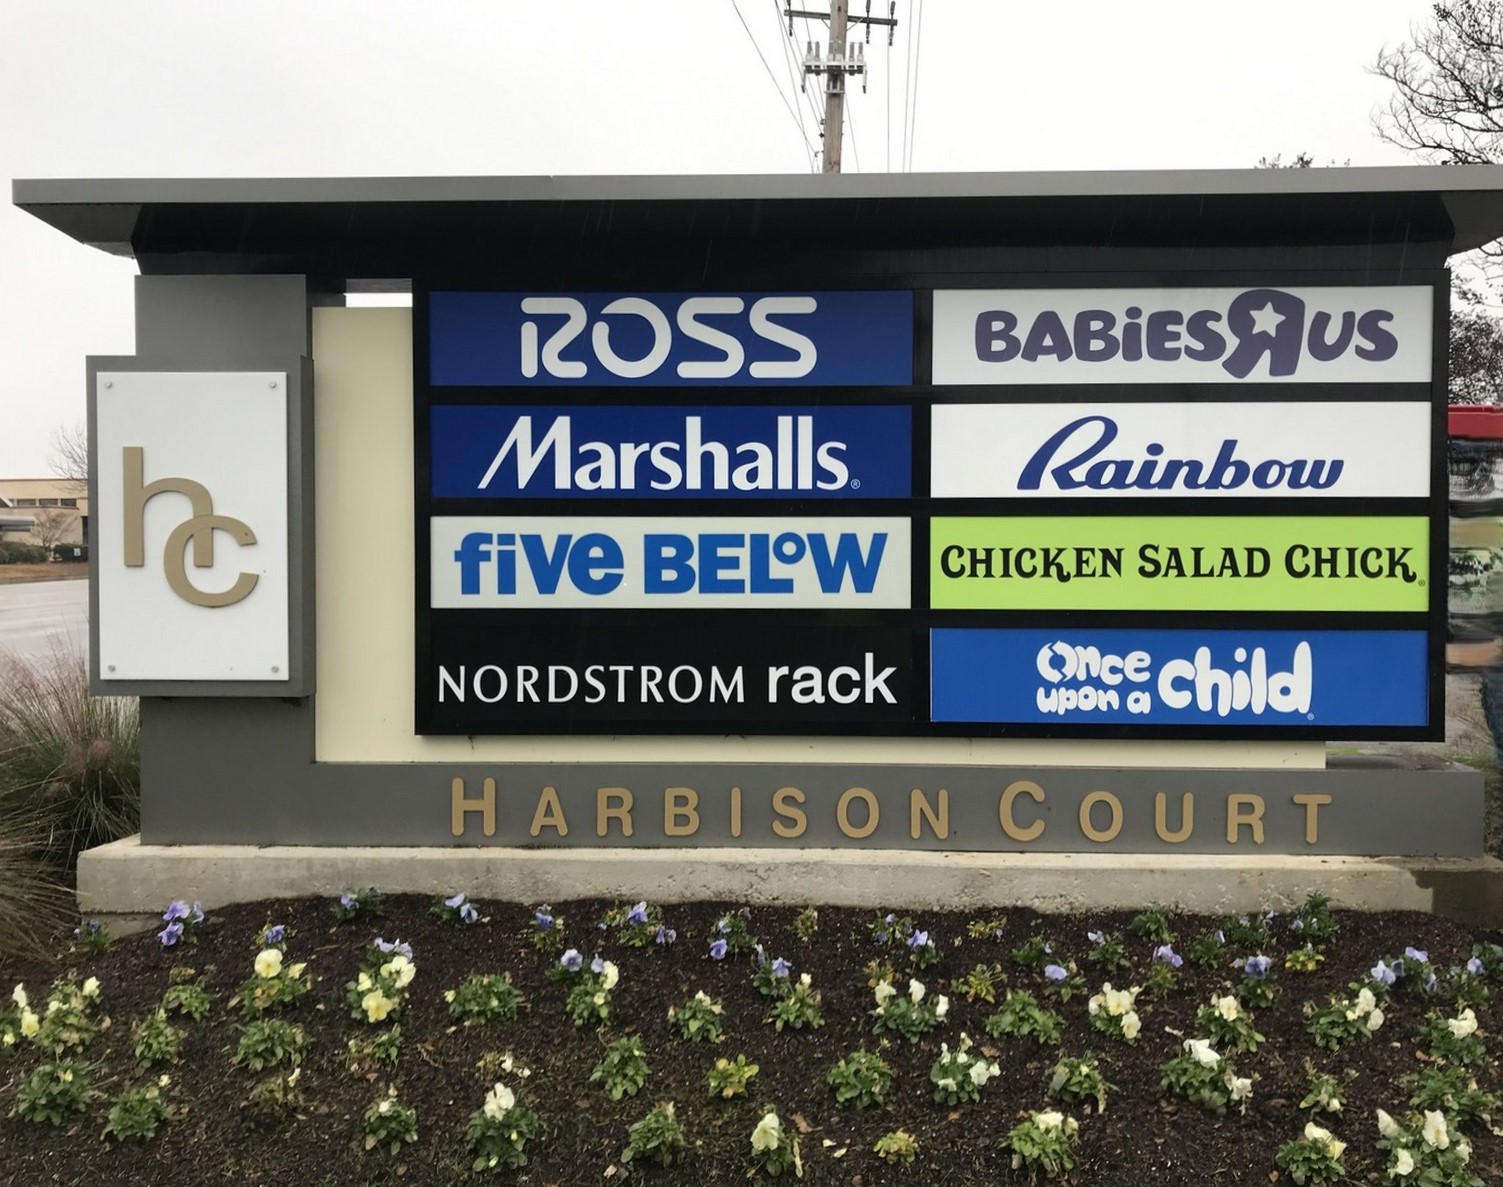 hc
ROSS
Marshalls®
five BELoW
NORDSTROM rack
BABiES R US
Rainbow
CHICKEN SALAD CHICK®
Once
upon a child®
HARBISON COURT